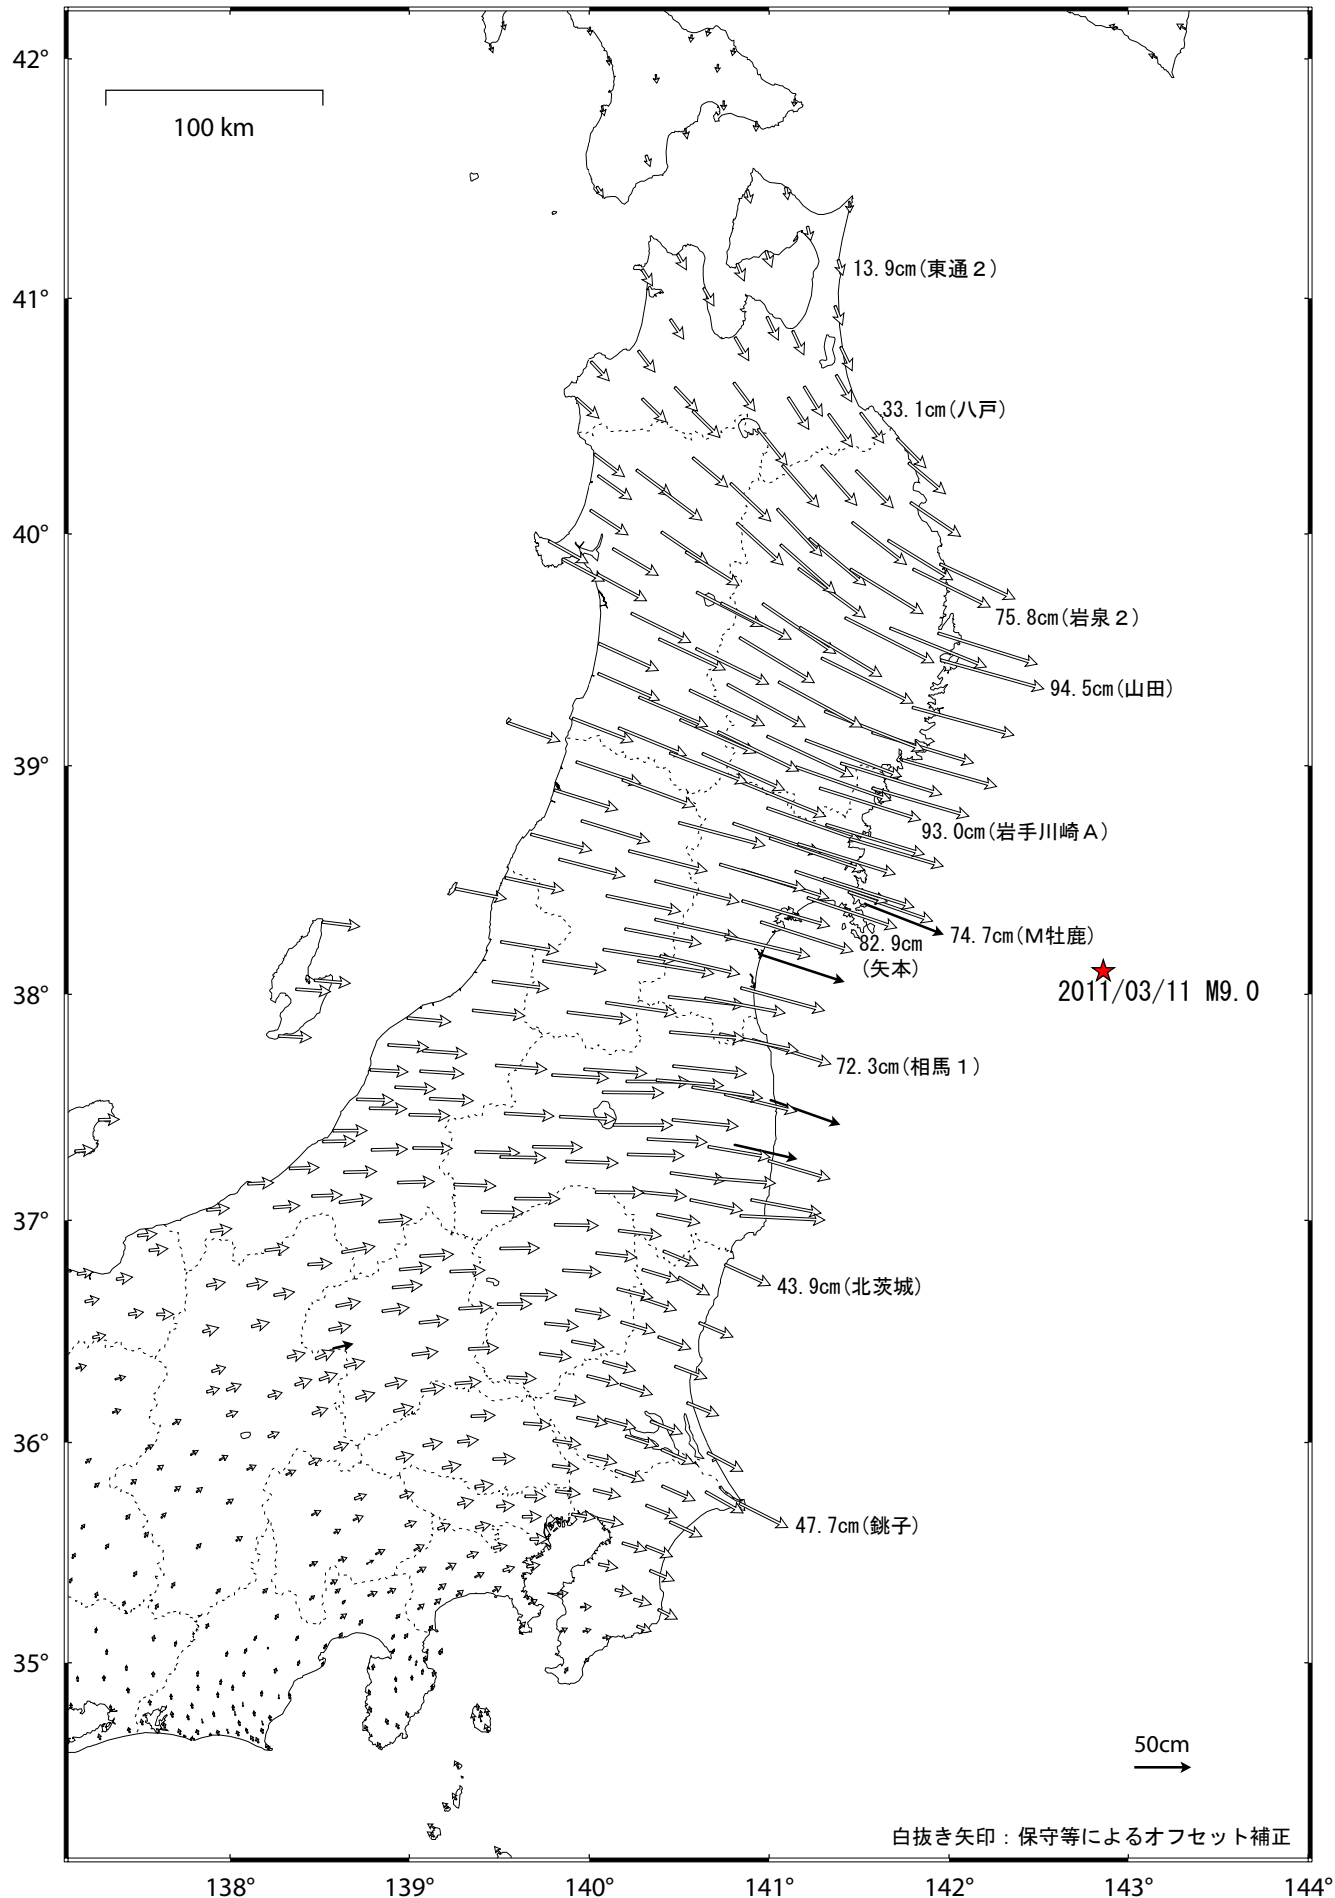 42°
100 km
13.9cm(東通2)
41°
33.1cm(八戸)
40°
75.8cm(岩泉2)
94.5cm(山田)
39°
93.0cm(岩手川崎A)
74.7cm(M牡鹿)
82.9cm
(矢本)
38°
2011/03/11 M9.0
72.3cm(相馬1)
37°
43.9cm(北茨城)
36°
47.7cm(銚子)
35°
50cm
白抜き矢印：保守等によるオフセット補正
138° 139° 140° 141° 142° 143° 144°